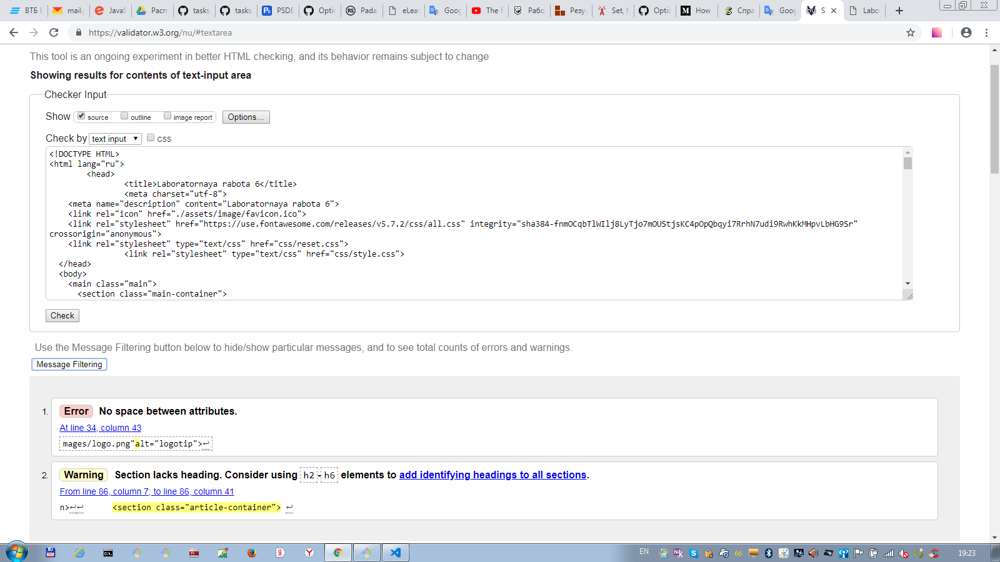 ВТБ Б
mail.
JavaS
Расп
tasks
tasks
PSDE
Optic
Pada
eLea
Goog
The F
Рабо
Резу
Set, M
Optic
How
Спра
Goog
S
Labo
https://validator.w3.org/nu/#textarea
This tool is an ongoing experiment in better HTML checking, and its behavior remains subject to change
Showing results for contents of text-input area
Checker Input
Show source outline image report Options...
Check by text input CSS
<!DOCTYPE HTML>
<html lang="ru">
<head>
<title>Laboratornaya rabota 6</title>
<meta charset="utf-8">
<meta name="description" content="Laboratornaya rabota 6">
<link rel="icon" href="./assets/image/favicon.ico">
<link rel="stylesheet" href="https://use.fontawesome.com/releases/v5.7.2/css/all.css" integrity="sha384-fnmOCqbTlWIlj8LyTjo7mOUStjsKC4pOpQbqyi7RrhN7udi9RwhKkMHpvLbHG9Sr"
crossorigin="anonymous">
<link rel="stylesheet" type="text/css" href="css/reset.css">
<link rel="stylesheet" type="text/css" href="css/style.css">
</head>
<body>
<main class="main">
<section class="main-container">
Check
Use the Message Filtering button below to hide/show particular messages, and to see total counts of errors and warnings.
Message Filtering
1. Error No space between attributes.
At line 34, column 43
mages/logo.png"alt="logotip">↩
2. Warning Section lacks heading. Consider using h2-h6 elements to add identifying headings to all sections.
From line 86, column 7; to line 86, column 41
n>↩↩ <section class="article-container"> ↩
EN
66
19:23